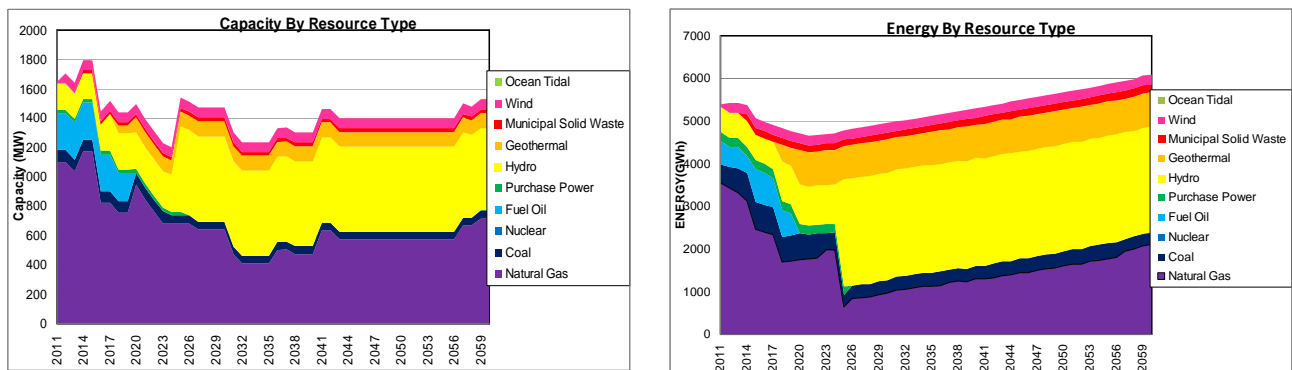 Capacity By Resource Type
2000
1800
1600
1400
1200
1000
800
600
400
200
0
Capacity (MW)
2011
2014
2017
2020
2023
2026
2029
2032
2035
2038
2041
2044
2047
2050
2053
2056
2059
Ocean Tidal
Wind
Municipal Solid Waste
Geothermal
Hydro
Purchase Power
Fuel Oil
Nuclear
Coal
Natural Gas
Energy By Resource Type
7000
6000
5000
4000
3000
2000
1000
0
ENERGY(GWh)
2011
2014
2017
2020
2023
2026
2029
2032
2035
2038
2041
2044
2047
2050
2053
2056
2059
Ocean Tidal
Wind
Municipal Solid Waste
Geothermal
Hydro
Purchase Power
Fuel Oil
Nuclear
Coal
Natural Gas